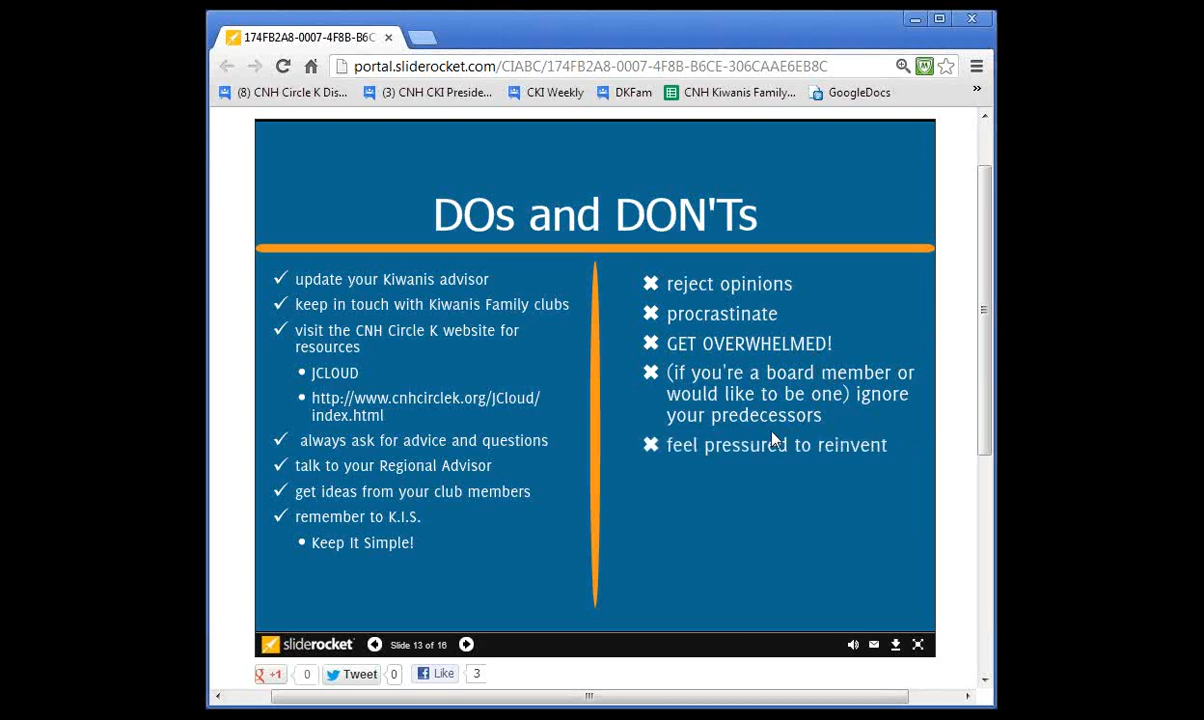 174FB2A8-0007-4F8B-B6C
portal.sliderocket.com/CIABC/174FB2A8-0007-4F8B-B6CE-306CAAE6EB8C
(8) CNH Circle K Dis...
(3) CNH CKI Preside...
CKI Weekly
DKFam
CNH Kiwanis Family...
GoogleDocs
»
DOs and DON'Ts
update your Kiwanis advisor
keep in touch with Kiwanis Family clubs
visit the CNH Circle K website for
resources
JCLOUD
http://www.cnhcirclek.org/JCloud/
index.html
always ask for advice and questions
talk to your Regional Advisor
get ideas from your club members
remember to K.I.S.
Keep It Simple!
reject opinions
procrastinate
GET OVERWHELMED!
(if you're a board member or
would like to be one) ignore
your predecessors
feel pressured to reinvent
sliderocket
Slide 13 of 16
+1
0
Tweet
0
Like
3